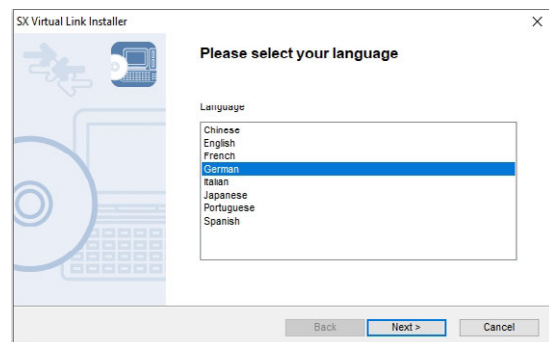 SX Virtual Link Installer
Please select your language
Language
Chinese
English
French
German
Italian
Japanese
Portuguese
Spanish
Back
Next >
Cancel